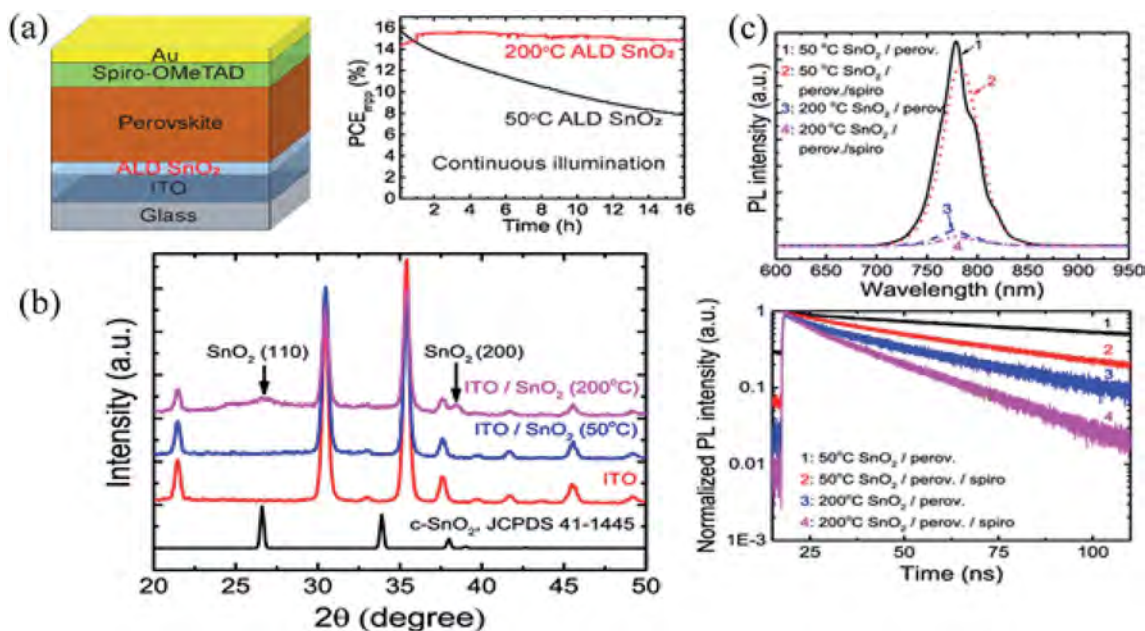 (a)
Au
Spiro-OMeTAD
Perovskite
ALD SnO₂
ITO
Glass
PCEmpp (%)
16
14
12
10
8
6
4
2
0
200°C ALD SnO₂
50°C ALD SnO₂
Continuous illumination
2 4 6 8 10 12 14 16
Time (h)
(b)
Intensity (a.u.)
SnO₂ (110)
SnO₂ (200)
ITO / SnO₂ (200°C)
ITO / SnO₂ (50°C)
ITO
c-SnO₂, JCPDS 41-1445
20 25 30 35 40 45 50
2θ (degree)
(c)
PL intensity (a.u.)
1: 50 °C SnO₂ / perov.
2: 50 °C SnO₂ /
perov./spiro
3: 200 °C SnO₂ / perov.
4: 200 °C SnO₂ /
perov./spiro
1
2
3
4
600 650 700 750 800 850 900 950
Wavelength (nm)
Normalized PL intensity (a.u.)
1
0.1
0.01
1E-3
1
2
3
4
1: 50°C SnO₂ / perov.
2: 50°C SnO₂ / perov. / spiro
3: 200°C SnO₂ / perov.
4: 200°C SnO₂ / perov. / spiro
25 50 75 100
Time (ns)